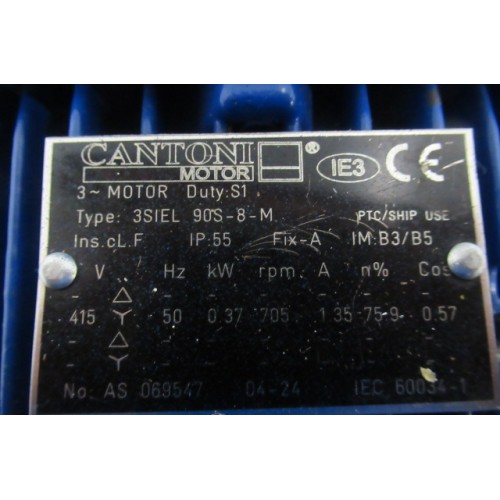 CANTONI ® IE3 CE
MOTOR
3~ MOTOR Duty:S1
Type: 3SIEL 90S-8-M PTC/SHIP USE
Ins.cL.F IP:55 Fix-A IM:B3/B5
V Hz kW rpm. A η% Cos
- △ - - - - - -
415 Y 50 0.37 705 1.35 75.9 0.57
- △ - - - - - -
- Y - - - - - -
No: AS 069547 04-24 IEC 60034-1